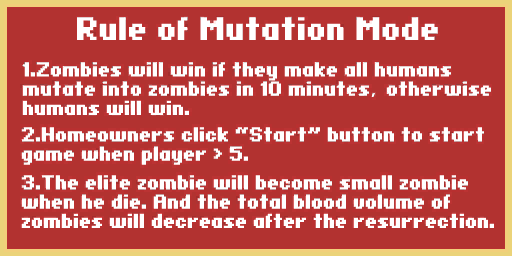 Rule of Mutation Mode
1.Zombies will win if they make all humans
mutate into zombies in 10 minutes, otherwise
humans will win.
2.Homeowners click "Start" button to start
game when player > 5.
3.The elite zombie will become small zombie
when he die. And the total blood volume of
zombies will decrease after the resurrection.